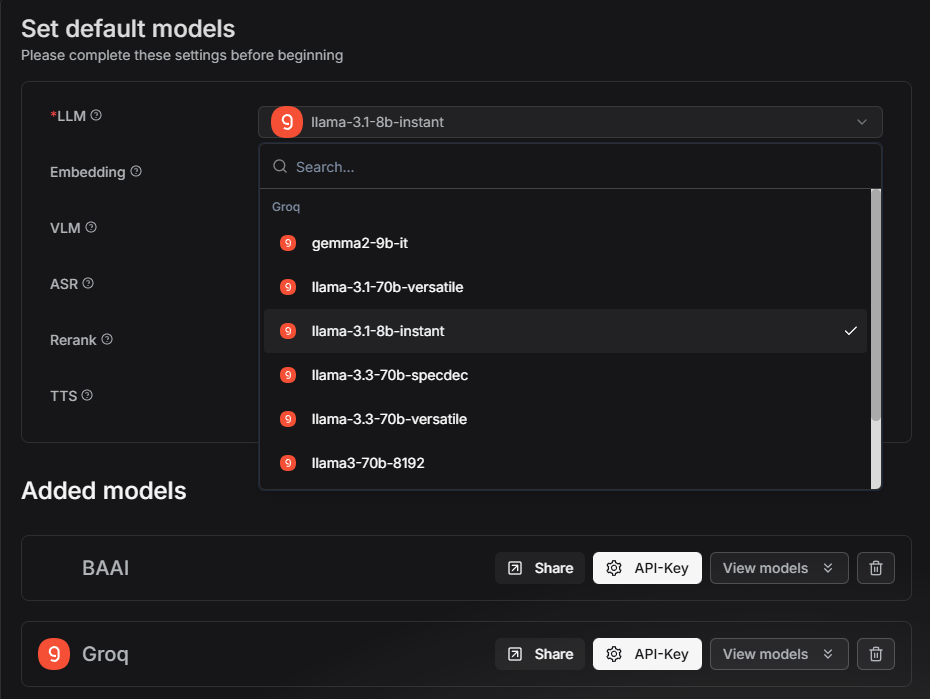 Set default models
Please complete these settings before beginning
*LLM
llama-3.1-8b-instant
Embedding
Search...
VLM
Groq
gemma2-9b-it
ASR
llama-3.1-70b-versatile
Rerank
llama-3.1-8b-instant
llama-3.3-70b-specdec
TTS
llama-3.3-70b-versatile
llama3-70b-8192
Added models
BAAI Share API-Key View models
Groq Share API-Key View models